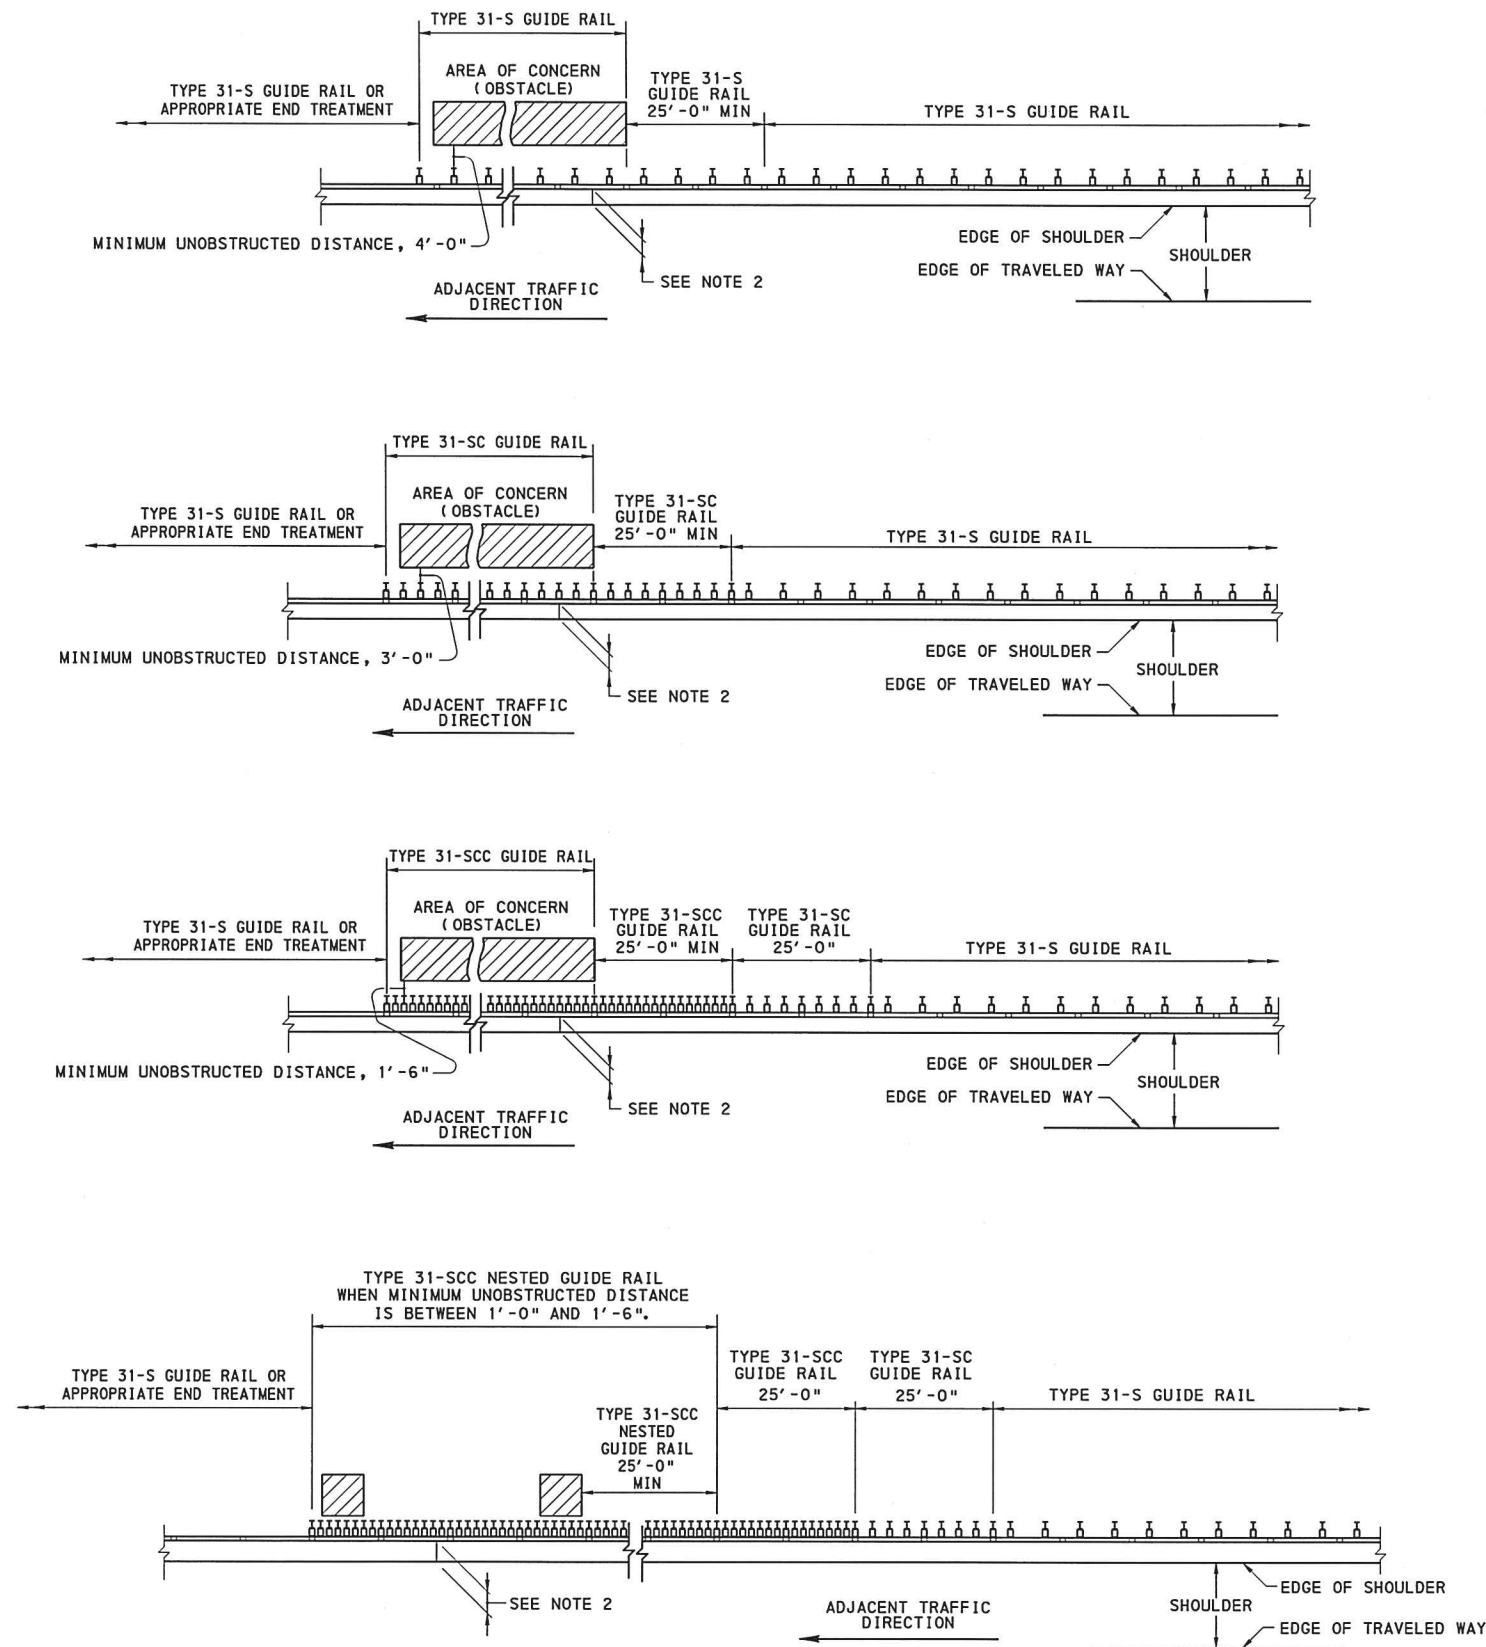 TYPE 31-S GUIDE RAIL
AREA OF CONCERN
(OBSTACLE)
TYPE 31-S GUIDE RAIL OR
APPROPRIATE END TREATMENT
TYPE 31-S
GUIDE RAIL
25'-0" MIN
TYPE 31-S GUIDE RAIL
MINIMUM UNOBSTRUCTED DISTANCE, 4'-0"
SEE NOTE 2
ADJACENT TRAFFIC
DIRECTION
EDGE OF SHOULDER
SHOULDER
EDGE OF TRAVELED WAY
TYPE 31-SC GUIDE RAIL
AREA OF CONCERN
(OBSTACLE)
TYPE 31-S GUIDE RAIL OR
APPROPRIATE END TREATMENT
TYPE 31-SC
GUIDE RAIL
25'-0" MIN
TYPE 31-S GUIDE RAIL
MINIMUM UNOBSTRUCTED DISTANCE, 3'-0"
SEE NOTE 2
ADJACENT TRAFFIC
DIRECTION
EDGE OF SHOULDER
SHOULDER
EDGE OF TRAVELED WAY
TYPE 31-SCC GUIDE RAIL
AREA OF CONCERN
(OBSTACLE)
TYPE 31-S GUIDE RAIL OR
APPROPRIATE END TREATMENT
TYPE 31-SCC
GUIDE RAIL
25'-0" MIN
TYPE 31-SC
GUIDE RAIL
25'-0"
TYPE 31-S GUIDE RAIL
MINIMUM UNOBSTRUCTED DISTANCE, 1'-6"
SEE NOTE 2
ADJACENT TRAFFIC
DIRECTION
EDGE OF SHOULDER
SHOULDER
EDGE OF TRAVELED WAY
TYPE 31-SCC NESTED GUIDE RAIL
WHEN MINIMUM UNOBSTRUCTED DISTANCE
IS BETWEEN 1'-0" AND 1'-6".
TYPE 31-S GUIDE RAIL OR
APPROPRIATE END TREATMENT
TYPE 31-SCC
NESTED
GUIDE RAIL
25'-0"
MIN
TYPE 31-SCC
GUIDE RAIL
25'-0"
TYPE 31-SC
GUIDE RAIL
25'-0"
TYPE 31-S GUIDE RAIL
SEE NOTE 2
ADJACENT TRAFFIC
DIRECTION
EDGE OF SHOULDER
SHOULDER
EDGE OF TRAVELED WAY